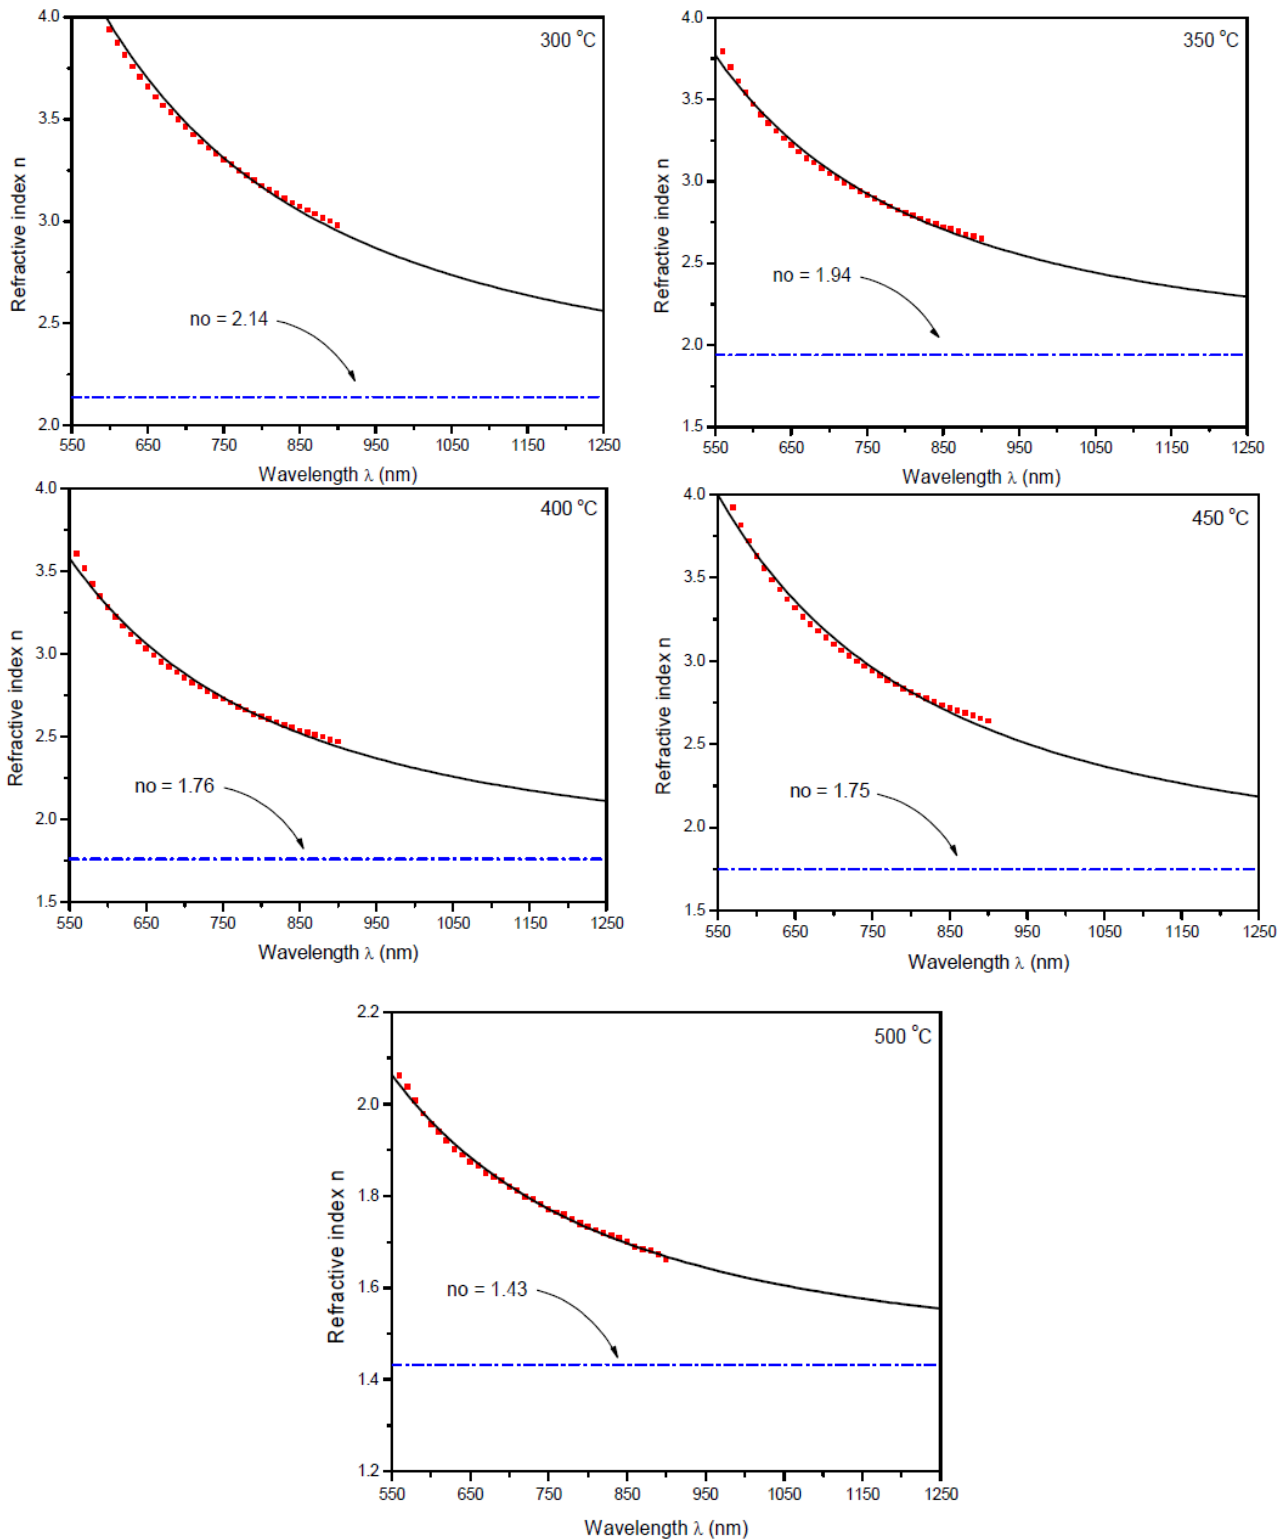 300 °C
4.0
3.5
3.0
2.5
2.0
Refractive index n
no = 2.14
550 650 750 850 950 1050 1150 1250
Wavelength λ (nm)
350 °C
4.0
3.5
3.0
2.5
2.0
1.5
Refractive index n
no = 1.94
550 650 750 850 950 1050 1150 1250
Wavelength λ (nm)
400 °C
4.0
3.5
3.0
2.5
2.0
1.5
Refractive index n
no = 1.76
550 650 750 850 950 1050 1150 1250
Wavelength λ (nm)
450 °C
4.0
3.5
3.0
2.5
2.0
1.5
Refractive index n
no = 1.75
550 650 750 850 950 1050 1150 1250
Wavelength λ (nm)
500 °C
2.2
2.0
1.8
1.6
1.4
1.2
Refractive index n
no = 1.43
550 650 750 850 950 1050 1150 1250
Wavelength λ (nm)